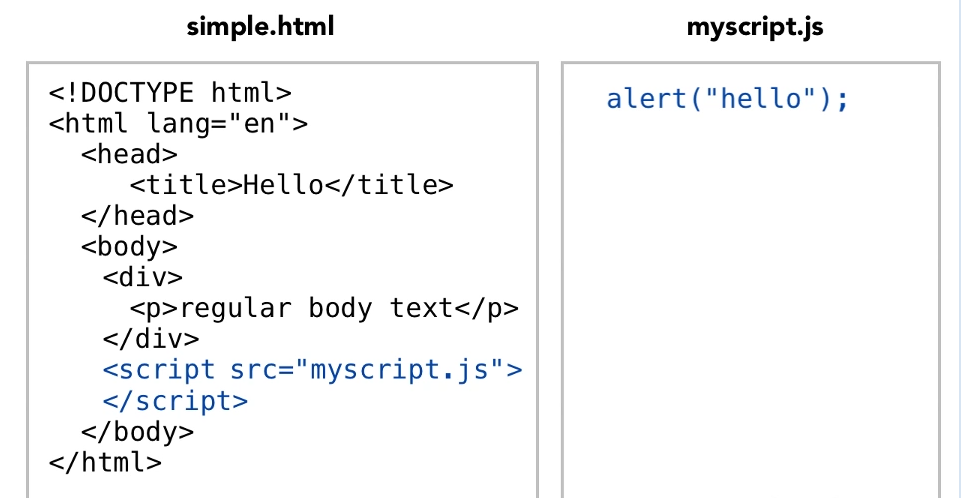 simple.html
<!DOCTYPE html>
<html lang="en">
<head>
<title>Hello</title>
</head>
<body>
<div>
<p>regular body text</p>
</div>
<script src="myscript.js">
</script>
</body>
</html>
myscript.js
alert("hello");